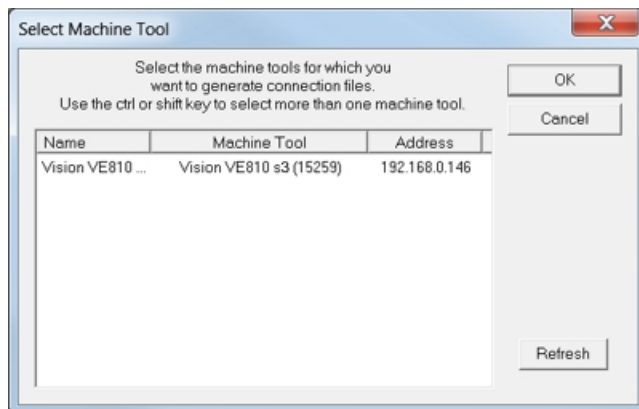 Select Machine Tool
X
Select the machine tools for which you
want to generate connection files.
Use the ctrl or shift key to select more than one machine tool.
OK
Cancel
Name Machine Tool Address
Vision VE810 ... Vision VE810 s3 (15259) 192.168.0.146
Refresh